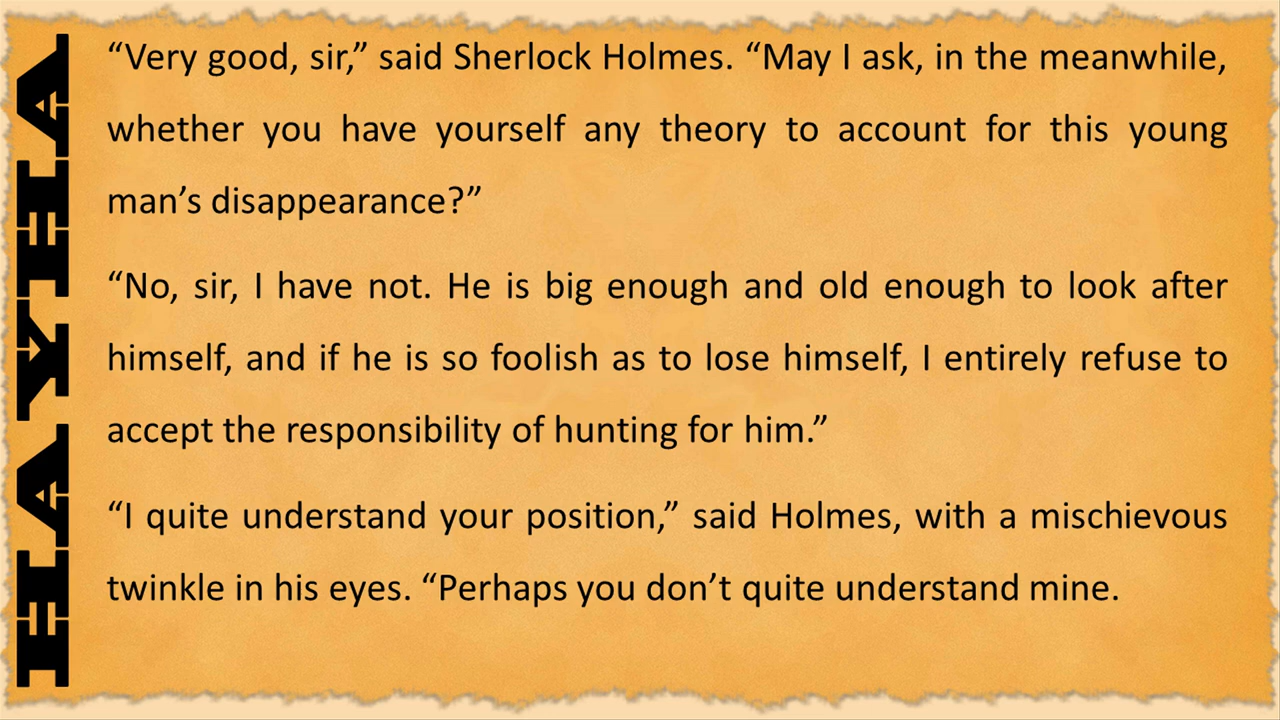 HAYHA
“Very good, sir,” said Sherlock Holmes. “May I ask, in the meanwhile,
whether you have yourself any theory to account for this young
man’s disappearance?”
“No, sir, I have not. He is big enough and old enough to look after
himself, and if he is so foolish as to lose himself, I entirely refuse to
accept the responsibility of hunting for him.”
“I quite understand your position,” said Holmes, with a mischievous
twinkle in his eyes. “Perhaps you don’t quite understand mine.